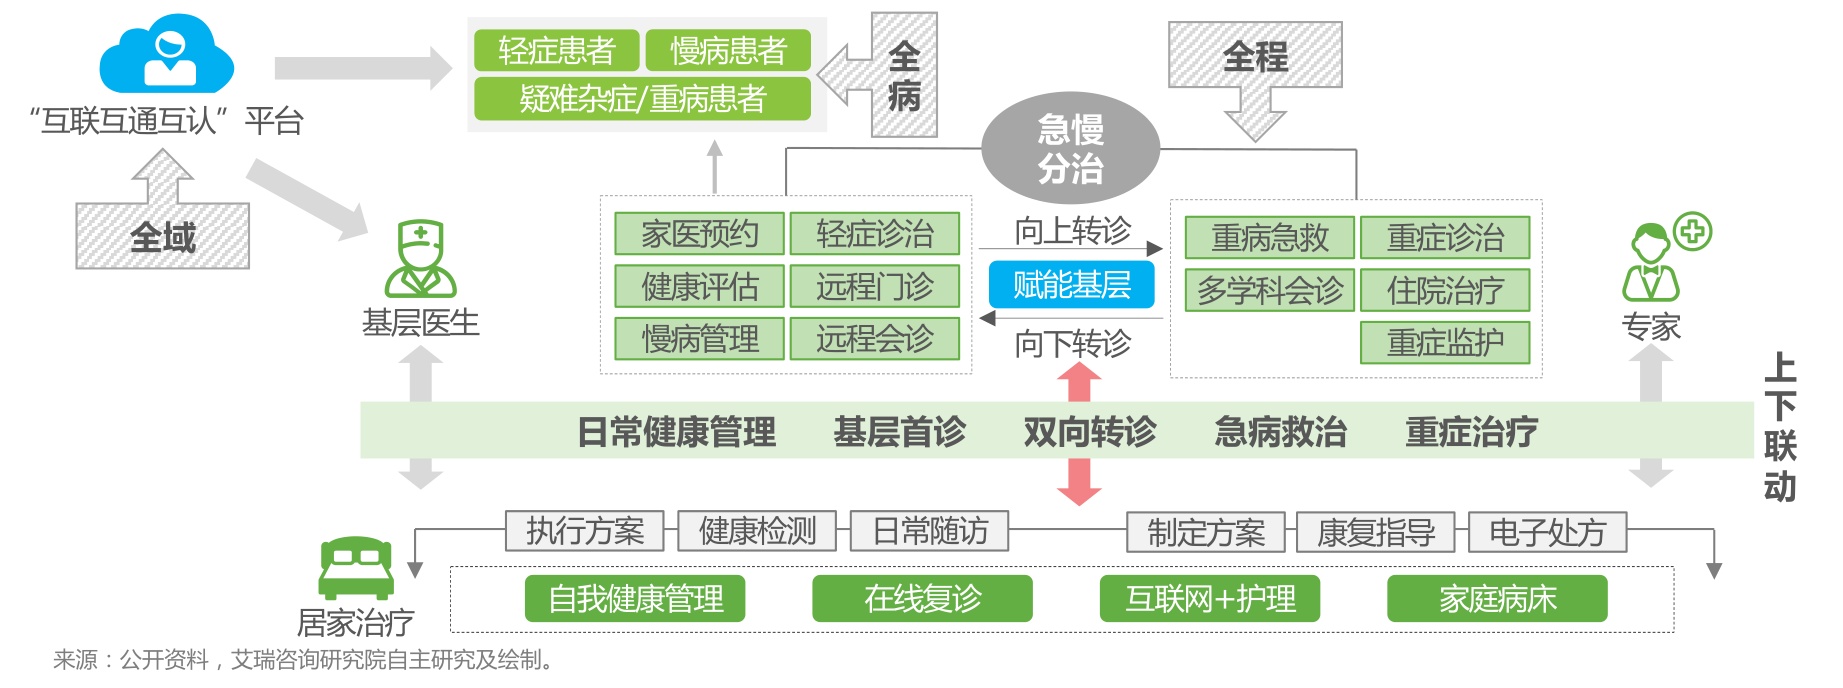 “互联互通互认”平台
全域
轻症患者
慢病患者
疑难杂症/重病患者
全
病
全程
急慢
分治
基层医生
家医预约
轻症诊治
健康评估
远程门诊
慢病管理
远程会诊
向上转诊
赋能基层
向下转诊
重病急救
重症诊治
多学科会诊
住院治疗
重症监护
专家
日常健康管理
基层首诊
双向转诊
急病救治
重症治疗
上
下
联
动
执行方案
健康检测
日常随访
制定方案
康复指导
电子处方
居家治疗
自我健康管理
在线复诊
互联网+护理
家庭病床
来源：公开资料，艾瑞咨询研究院自主研究及绘制。